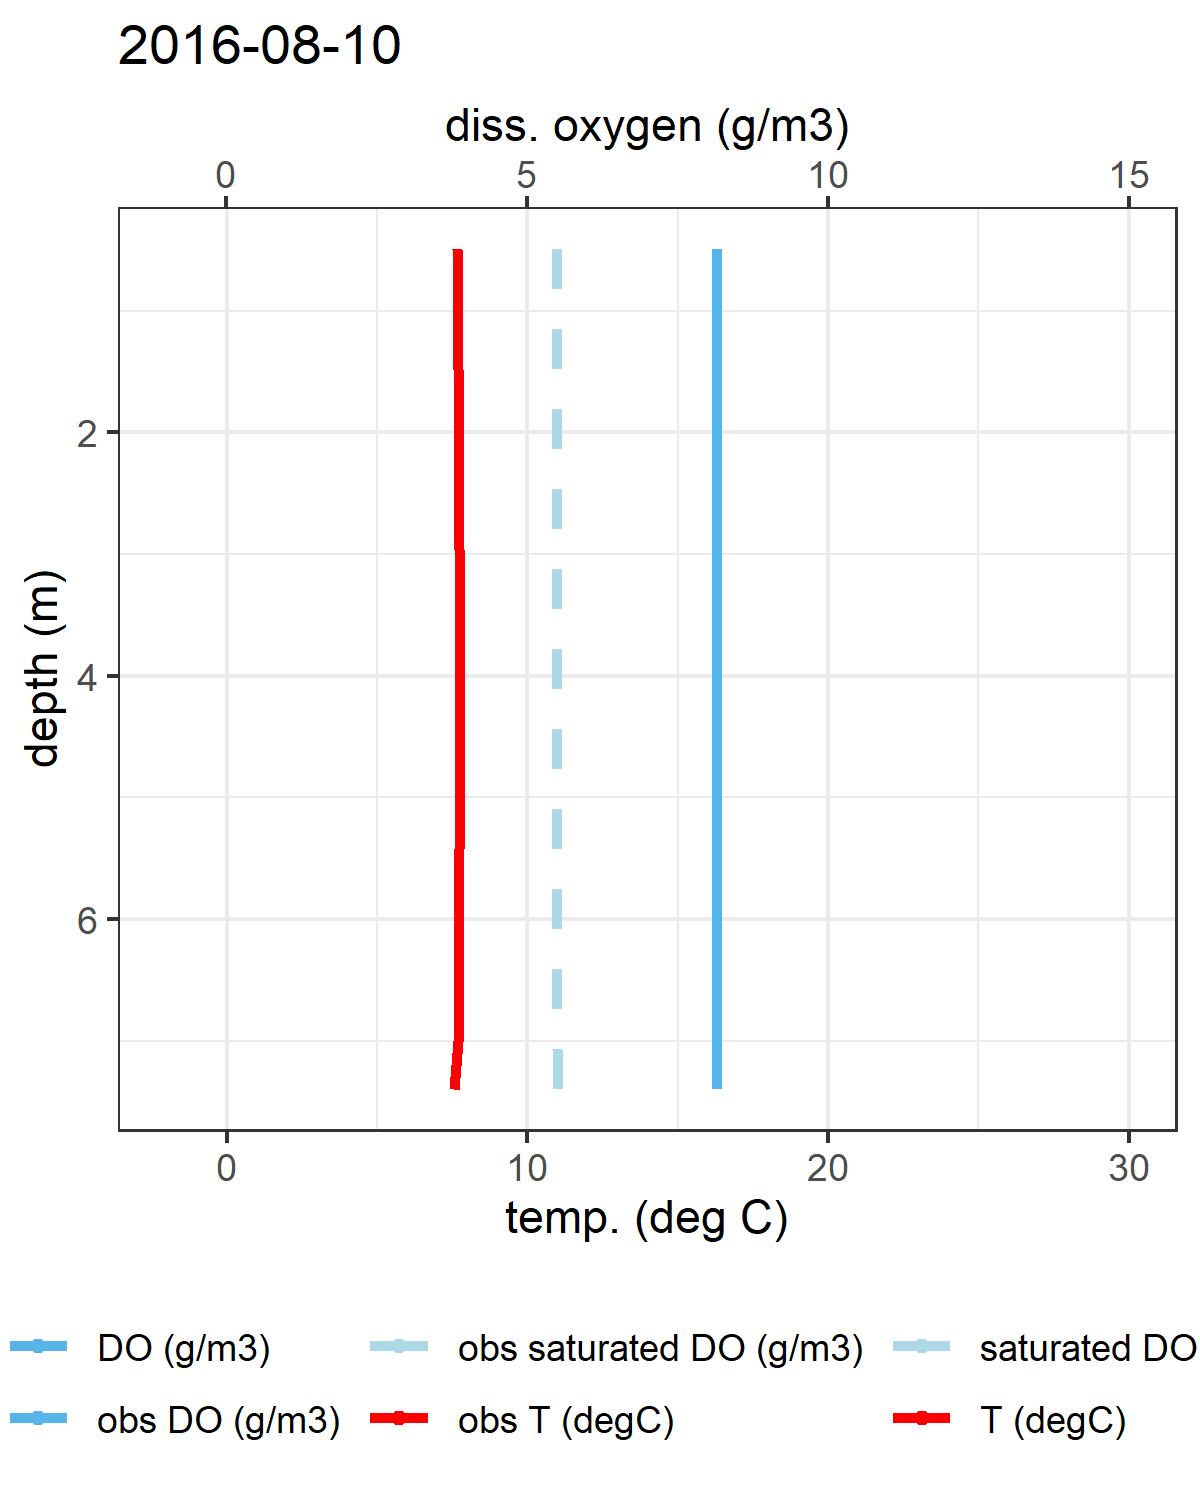 2016-08-10
diss. oxygen (g/m3)
0 5 10 15
depth (m)
2
4
6
0 10 20 30
temp. (deg C)
DO (g/m3) obs saturated DO (g/m3) saturated DO
obs DO (g/m3) obs T (degC) T (degC)